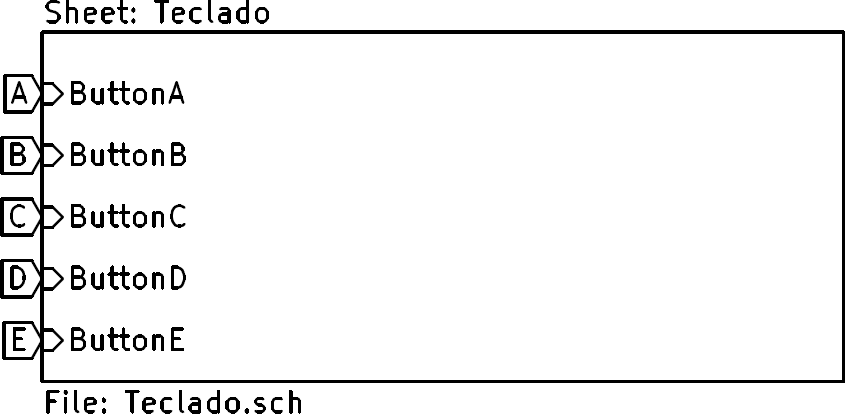 Sheet: Teclado
A ButtonA
B ButtonB
C ButtonC
D ButtonD
E ButtonE
File: Teclado.sch